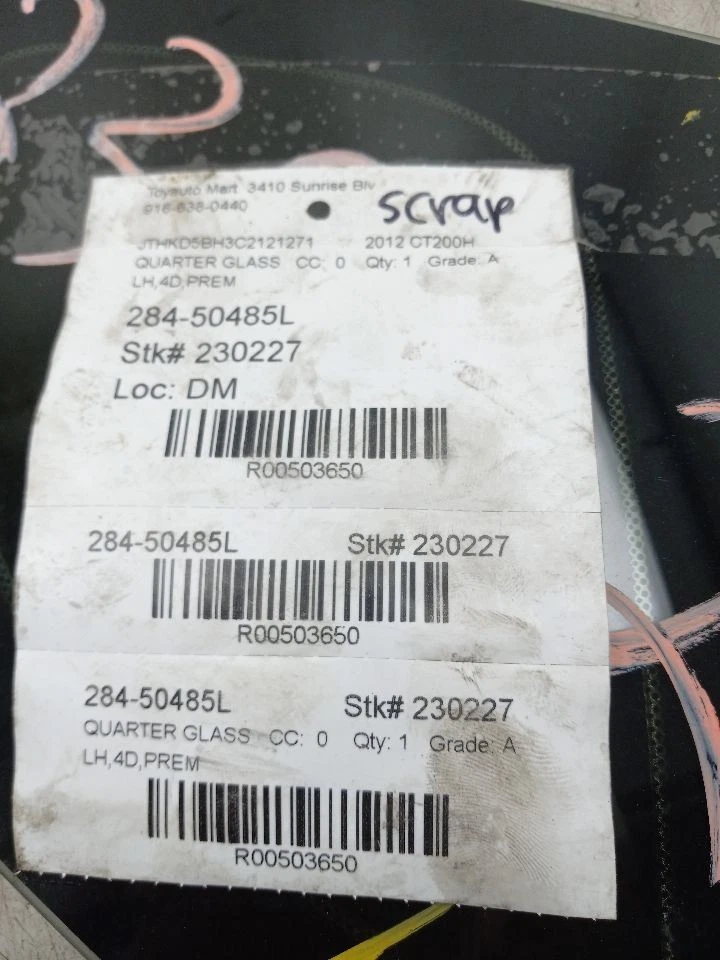 Toyauto Mart 3410 Sunrise Blv
916-638-0440
scrap
JTHKD5BH3C2121271 2012 CT200H
QUARTER GLASS CC: 0 Qty: 1 Grade: A
LH,4D,PREM
284-50485L
Stk# 230227
Loc: DM
R00503650
284-50485L Stk# 230227
R00503650
284-50485L Stk# 230227
QUARTER GLASS CC: 0 Qty: 1 Grade: A
LH,4D,PREM
R00503650